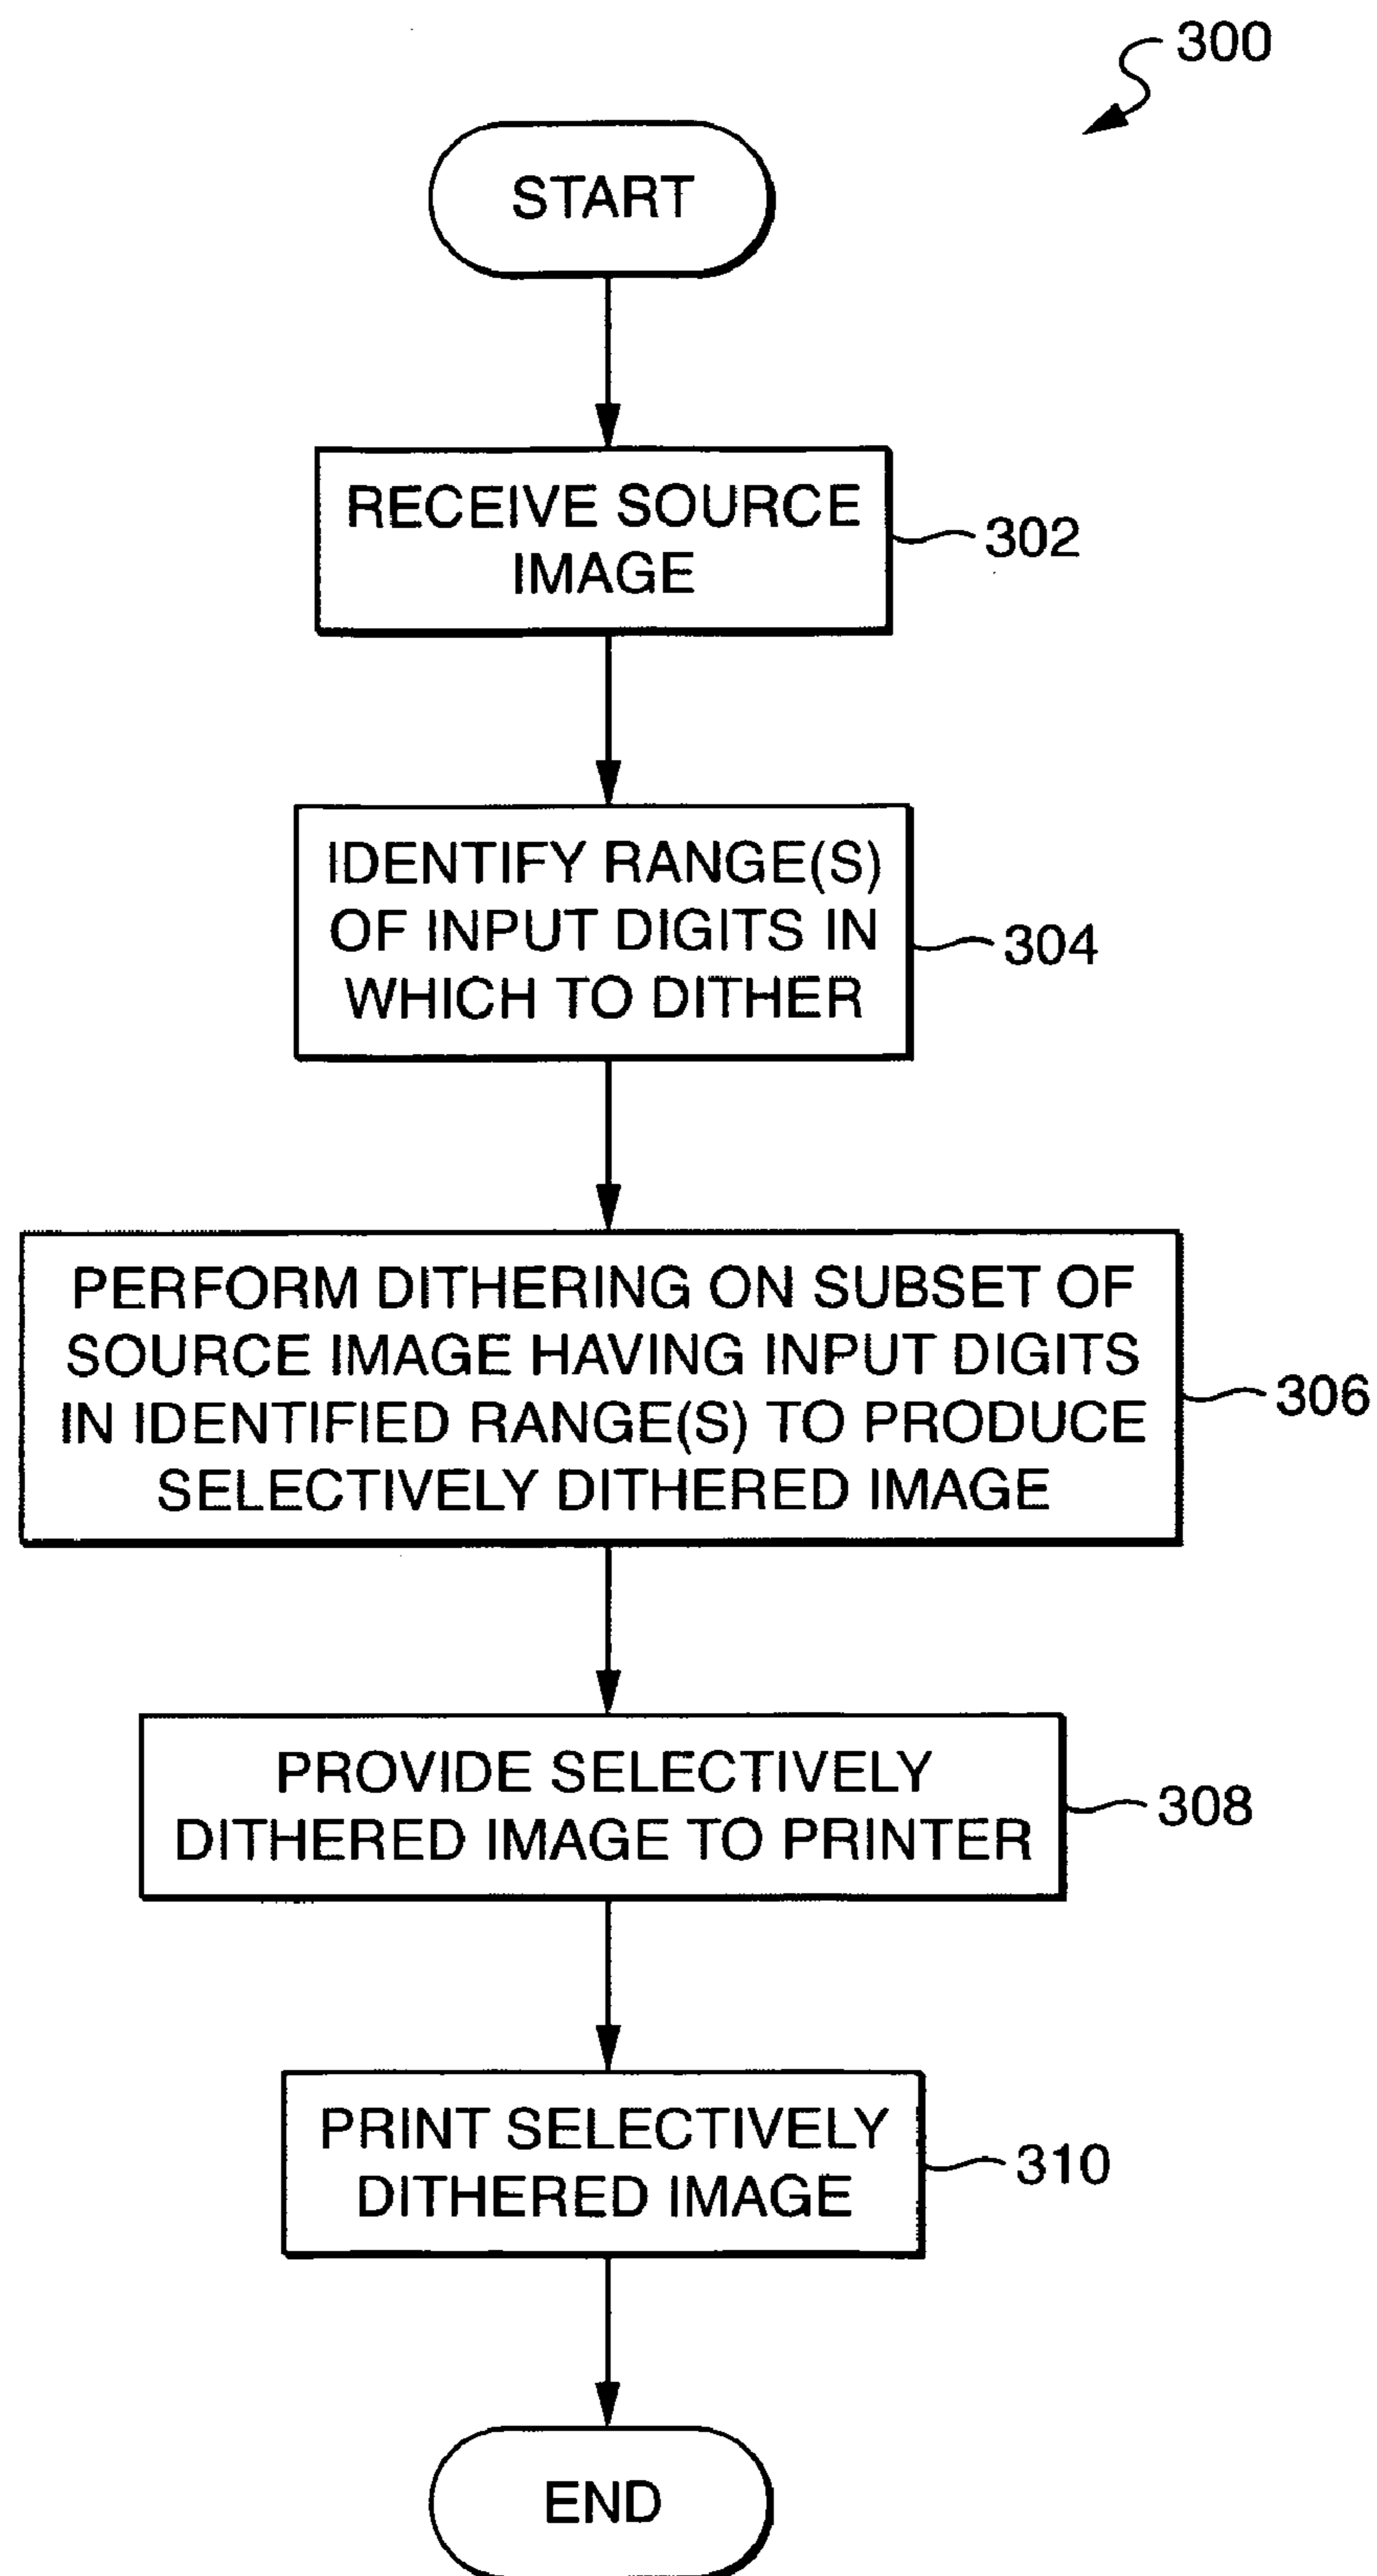 300
START
RECEIVE SOURCE
IMAGE
302
IDENTIFY RANGE(S)
OF INPUT DIGITS IN
WHICH TO DITHER
304
PERFORM DITHERING ON SUBSET OF
SOURCE IMAGE HAVING INPUT DIGITS
IN IDENTIFIED RANGE(S) TO PRODUCE
SELECTIVELY DITHERED IMAGE
306
PROVIDE SELECTIVELY
DITHERED IMAGE TO PRINTER
308
PRINT SELECTIVELY
DITHERED IMAGE
310
END